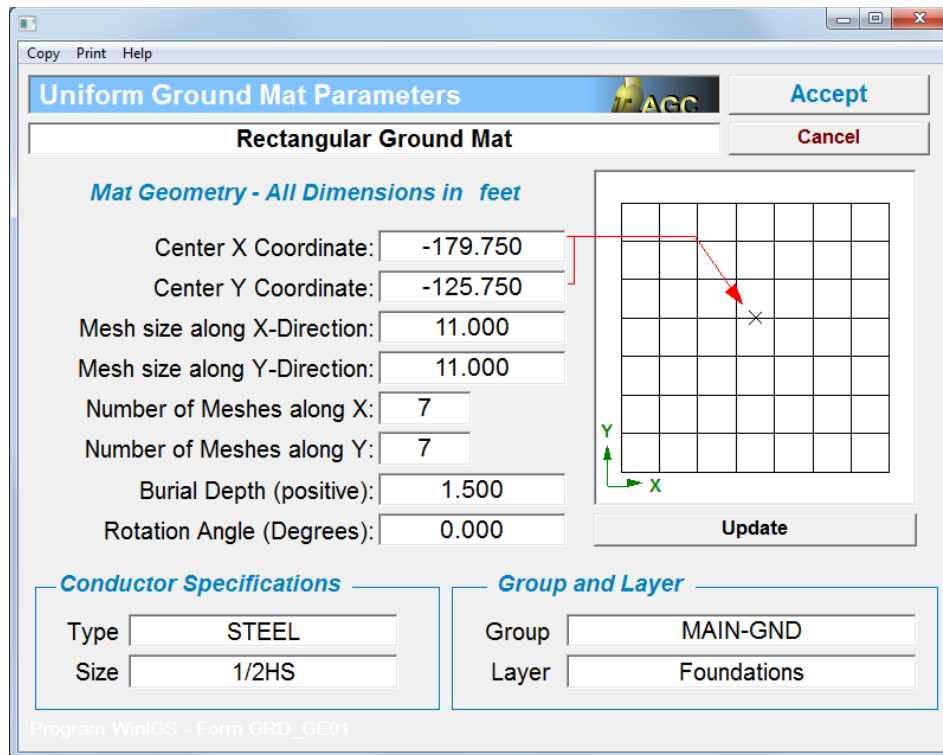 Copy Print Help
Uniform Ground Mat Parameters
AGC
Accept
Rectangular Ground Mat
Cancel
Mat Geometry - All Dimensions in feet
Center X Coordinate: -179.750
Center Y Coordinate: -125.750
Mesh size along X-Direction: 11.000
Mesh size along Y-Direction: 11.000
Number of Meshes along X: 7
Number of Meshes along Y: 7
Burial Depth (positive): 1.500
Rotation Angle (Degrees): 0.000
Y
X
Update
Conductor Specifications
Type STEEL
Size 1/2HS
Group and Layer
Group MAIN-GND
Layer Foundations
Program WinIGS - Form GRD_GE01